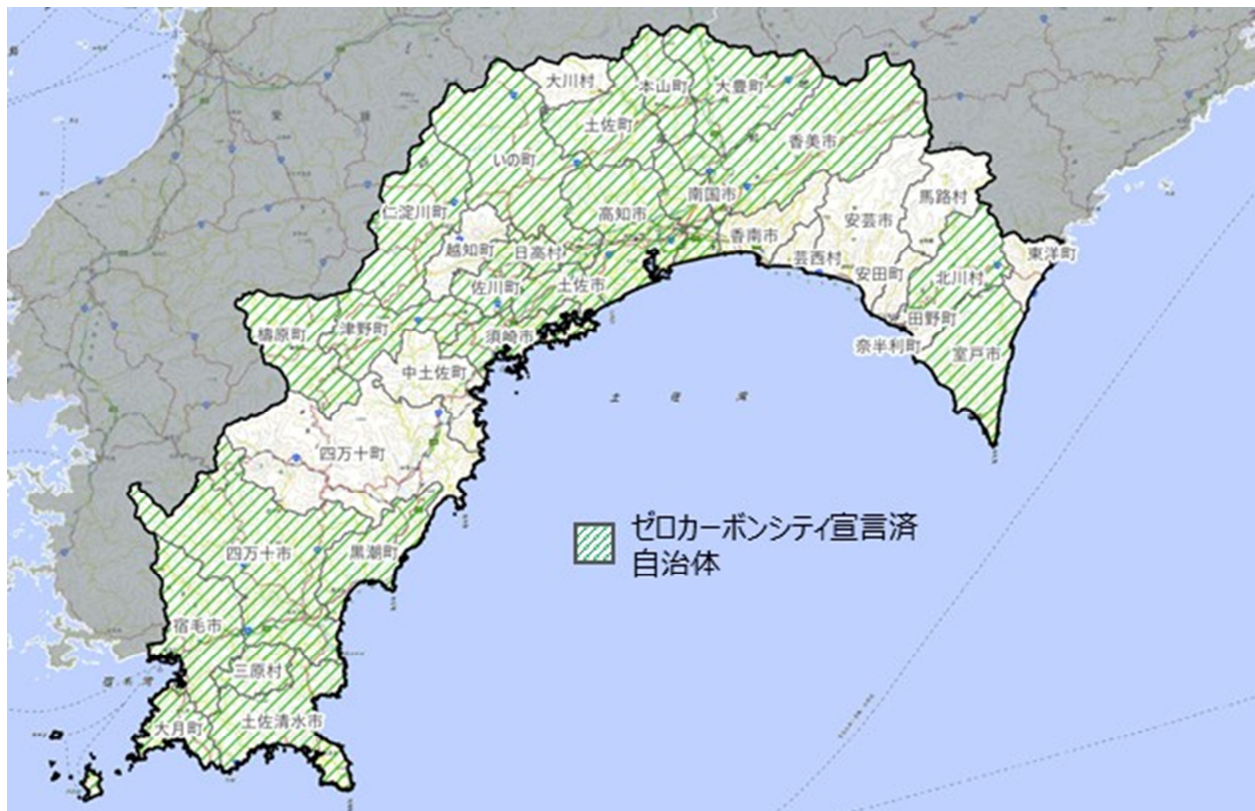 大川村
本山町
大豊町
土佐町
香美市
いの町
南国市
馬路村
仁淀川町
高知市
安芸市
越知町
日高村
香南市
東洋町
芸西村
安田町
北川村
佐川町
土佐市
田野町
津野町
檮原町
須崎市
奈半利町
室戸市
中土佐町
土佐湾
四万十町
ゼロカーボンシティ宣言済
自治体
四万十市
黒潮町
宿毛市
三原村
宿毛湾
大月町
土佐清水市